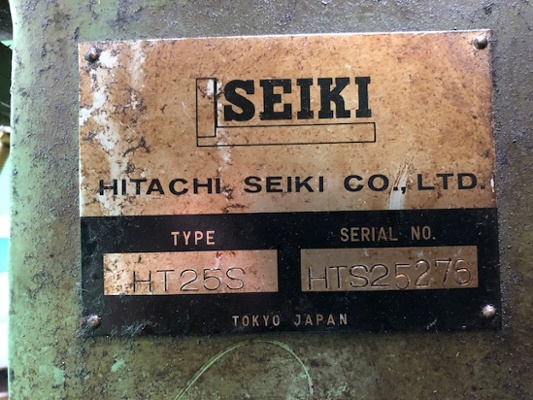 SEIKI
HITACHI SEIKI CO., LTD.
TYPE SERIAL NO.
HT25S HTS25276
TOKYO JAPAN